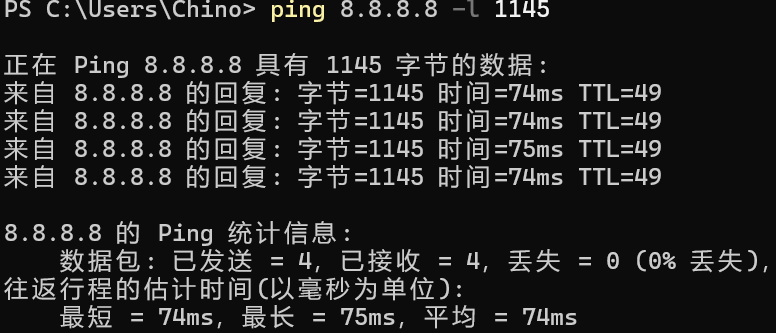 PS C:\Users\Chino> ping 8.8.8.8 -l 1145
正在 Ping 8.8.8.8 具有 1145 字节的数据:
来自 8.8.8.8 的回复: 字节=1145 时间=74ms TTL=49
来自 8.8.8.8 的回复: 字节=1145 时间=74ms TTL=49
来自 8.8.8.8 的回复: 字节=1145 时间=75ms TTL=49
来自 8.8.8.8 的回复: 字节=1145 时间=74ms TTL=49
8.8.8.8 的 Ping 统计信息:
数据包: 已发送 = 4, 已接收 = 4, 丢失 = 0 (0% 丢失),
往返行程的估计时间(以毫秒为单位):
最短 = 74ms, 最长 = 75ms, 平均 = 74ms